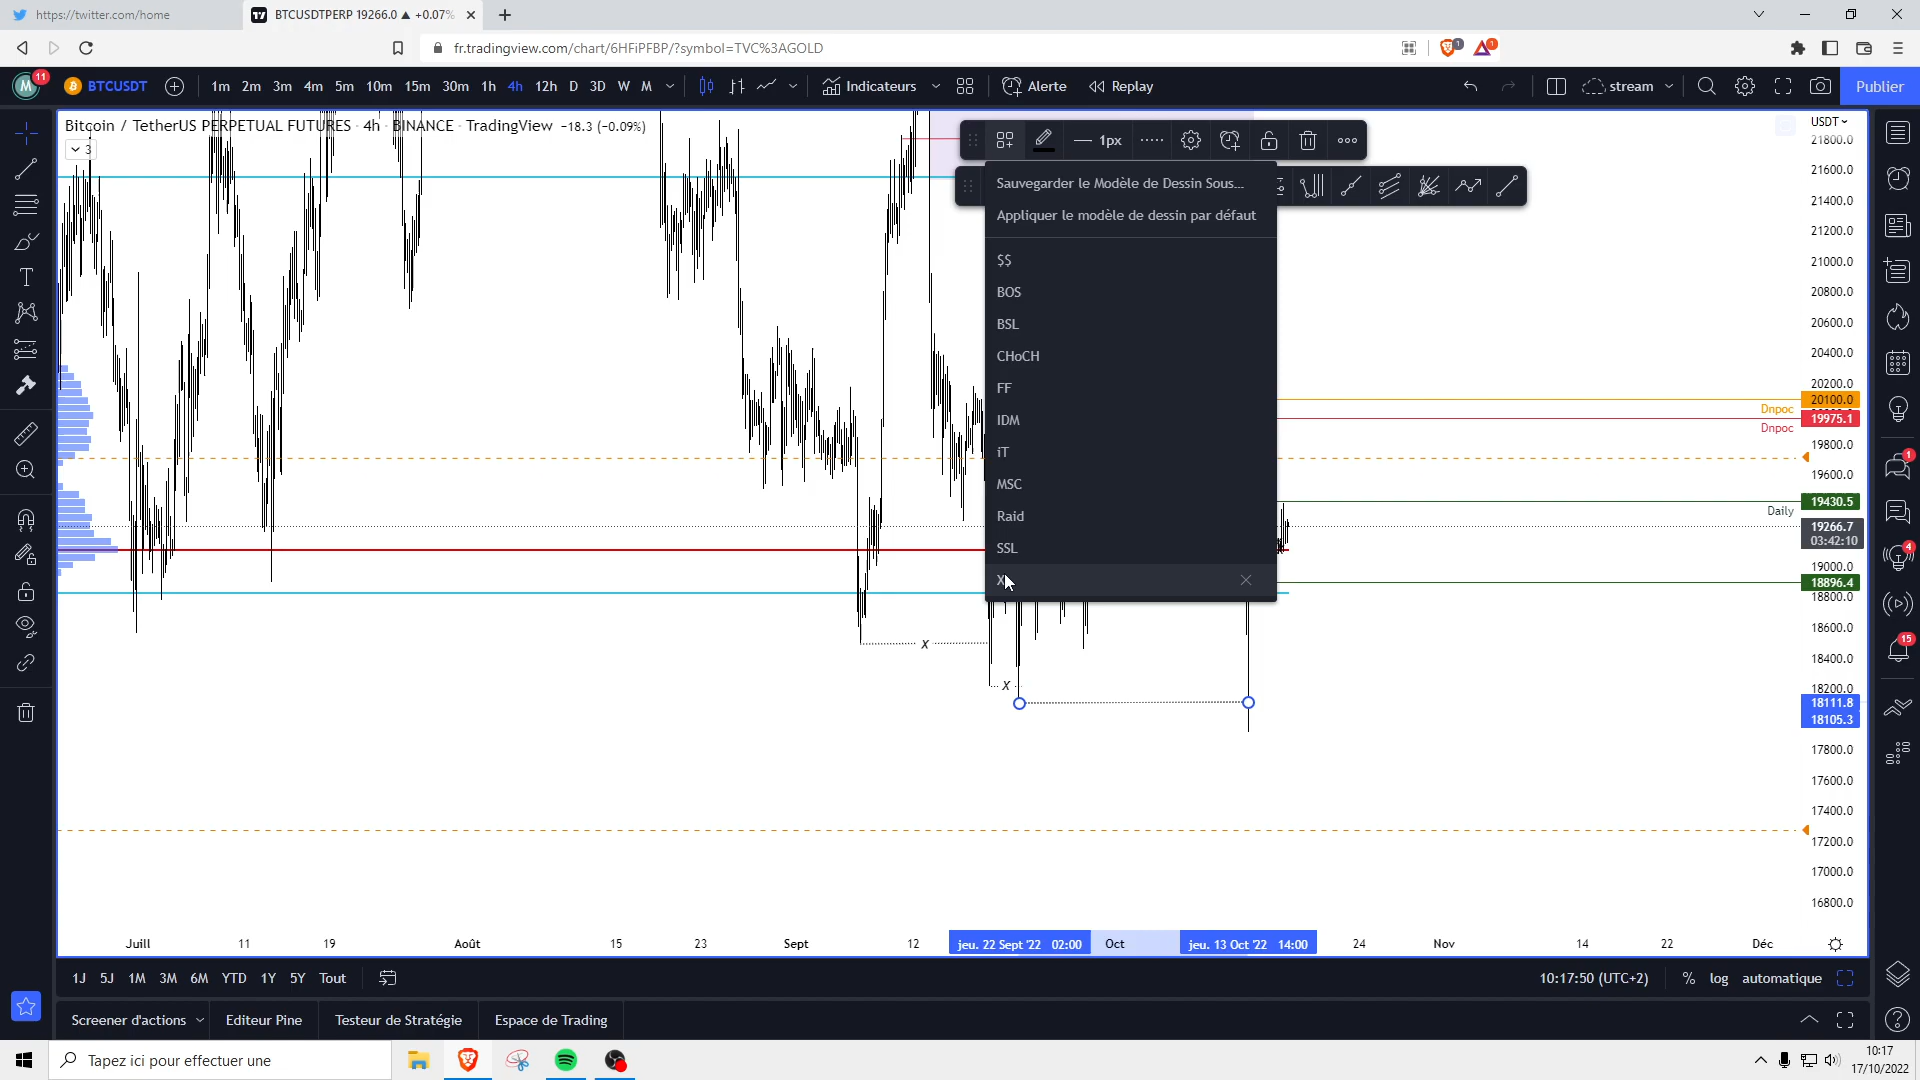 https://twitter.com/home
BTCUSDTPERP 19266.0 ▲ +0.07%
fr.tradingview.com/chart/6HFiPFBP/?symbol=TVC%3AGOLD
1
1
M
11
BTCUSDT
1m 2m 3m 4m 5m 10m 15m 30m 1h 4h 12h D 3D W M
Indicateurs
Alerte
Replay
stream
Publier
Bitcoin / TetherUS PERPETUAL FUTURES · 4h · BINANCE · TradingView −18.3 (−0.09%)
3
1px
Sauvegarder le Modèle de Dessin Sous...
Appliquer le modèle de dessin par défaut
$$
BOS
BSL
CHoCH
FF
IDM
iT
MSC
Raid
SSL
X
X
X
USDT
21800.0
21600.0
21400.0
21200.0
21000.0
20800.0
20600.0
20400.0
20200.0
20100.0
Dnpoc
19975.1
Dnpoc
19800.0
19600.0
19430.5
Daily
19266.7
03:42:10
19000.0
18896.4
18800.0
18600.0
18400.0
18200.0
18111.8
18105.3
17800.0
17600.0
17400.0
17200.0
17000.0
16800.0
1
4
15
Juill 11 19 Août 15 23 Sept 12 jeu. 22 Sept '22 02:00 Oct jeu. 13 Oct '22 14:00 24 Nov 14 22 Déc
1J 5J 1M 3M 6M YTD 1Y 5Y Tout
10:17:50 (UTC+2)
% log automatique
Screener d'actions
Editeur Pine
Testeur de Stratégie
Espace de Trading
Tapez ici pour effectuer une
10:17
17/10/2022